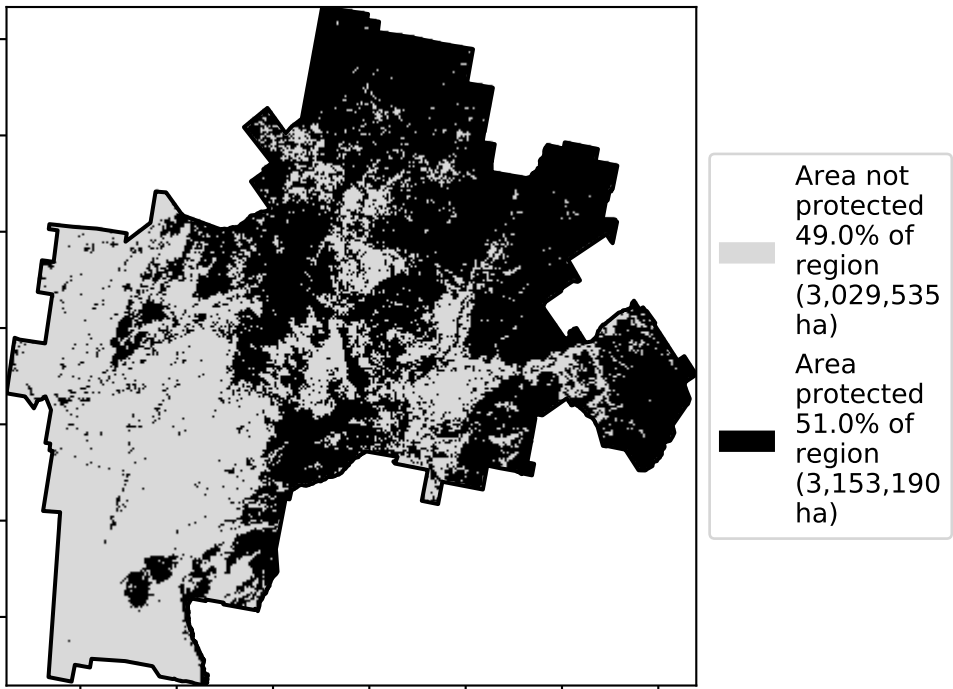 Area not
protected
49.0% of
region
(3,029,535
ha)
Area
protected
51.0% of
region
(3,153,190
ha)